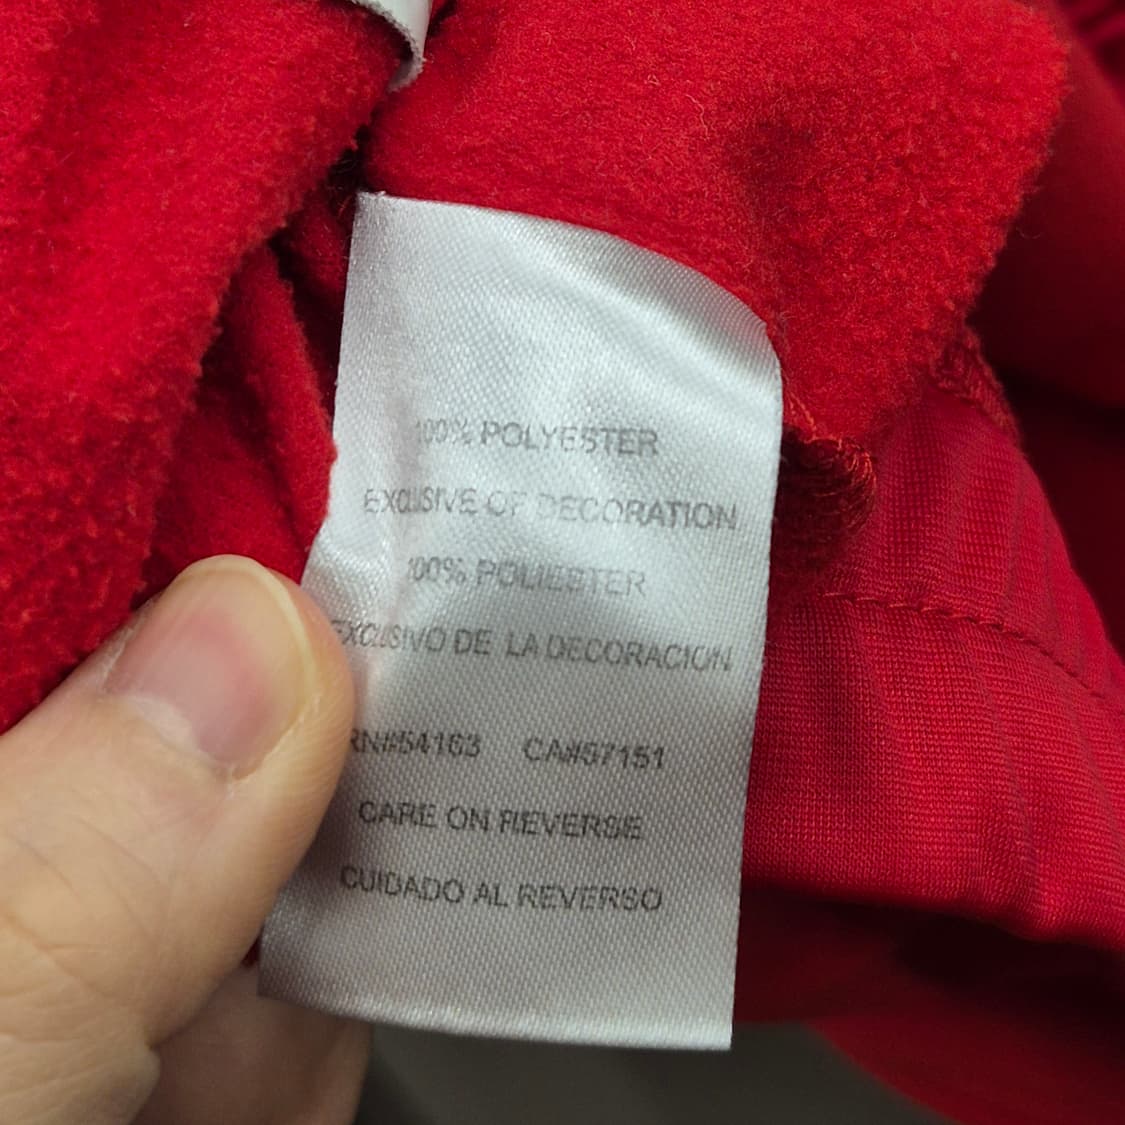 100% POLYESTER
EXCLUSIVE OF DECORATION
100% POLIESTER
EXCLUSIVO DE LA DECORACION
RN#54163 CA#57151
CARE ON REVERSE
CUIDADO AL REVERSO